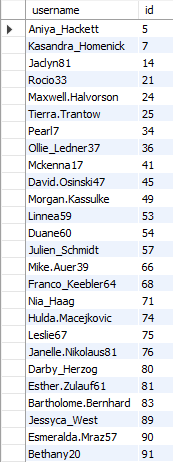 username id
Aniya_Hackett 5
Kasandra_Homenick 7
Jaclyn81 14
Rocio33 21
Maxwell.Halvorson 24
Tierra.Trantow 25
Pearl7 34
Ollie_Ledner37 36
Mckenna17 41
David.Osinski47 45
Morgan.Kassulke 49
Linnea59 53
Duane60 54
Julien_Schmidt 57
Mike.Auer39 66
Franco_Keebler64 68
Nia_Haag 71
Hulda.Macejkovic 74
Leslie67 75
Janelle.Nikolaus81 76
Darby_Herzog 80
Esther.Zulauf61 81
Bartholome.Bernhard 83
Jessyca_West 89
Esmeralda.Mraz57 90
Bethany20 91